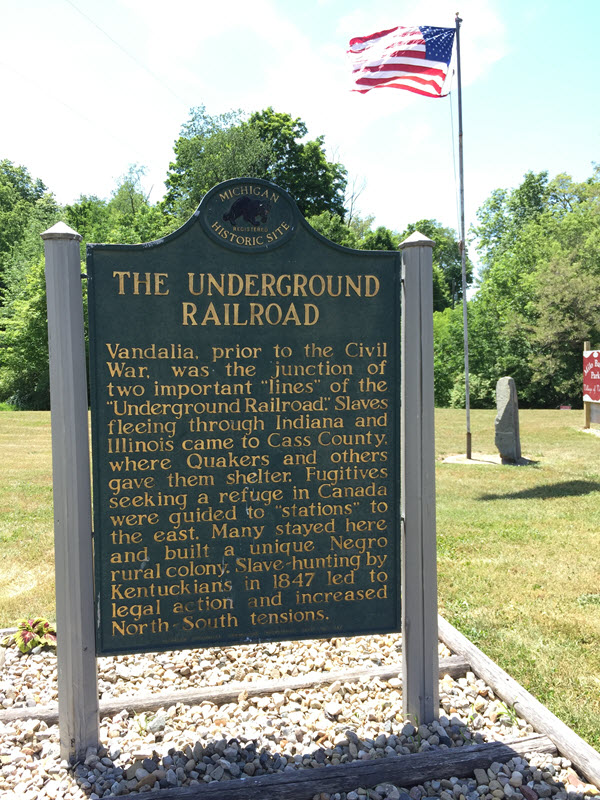 MICHIGAN
REGISTERED
HISTORIC SITE
THE UNDERGROUND
RAILROAD
Vandalia, prior to the Civil
War, was the junction of
two important "lines" of the
"Underground Railroad." Slaves
fleeing through Indiana and
Illinois came to Cass County,
where Quakers and others
gave them shelter. Fugitives
seeking a refuge in Canada
were guided to "stations" to
the east. Many stayed here
and built a unique Negro
rural colony. Slave-hunting by
Kentuckians in 1847 led to
legal action and increased
North-South tensions.
Park